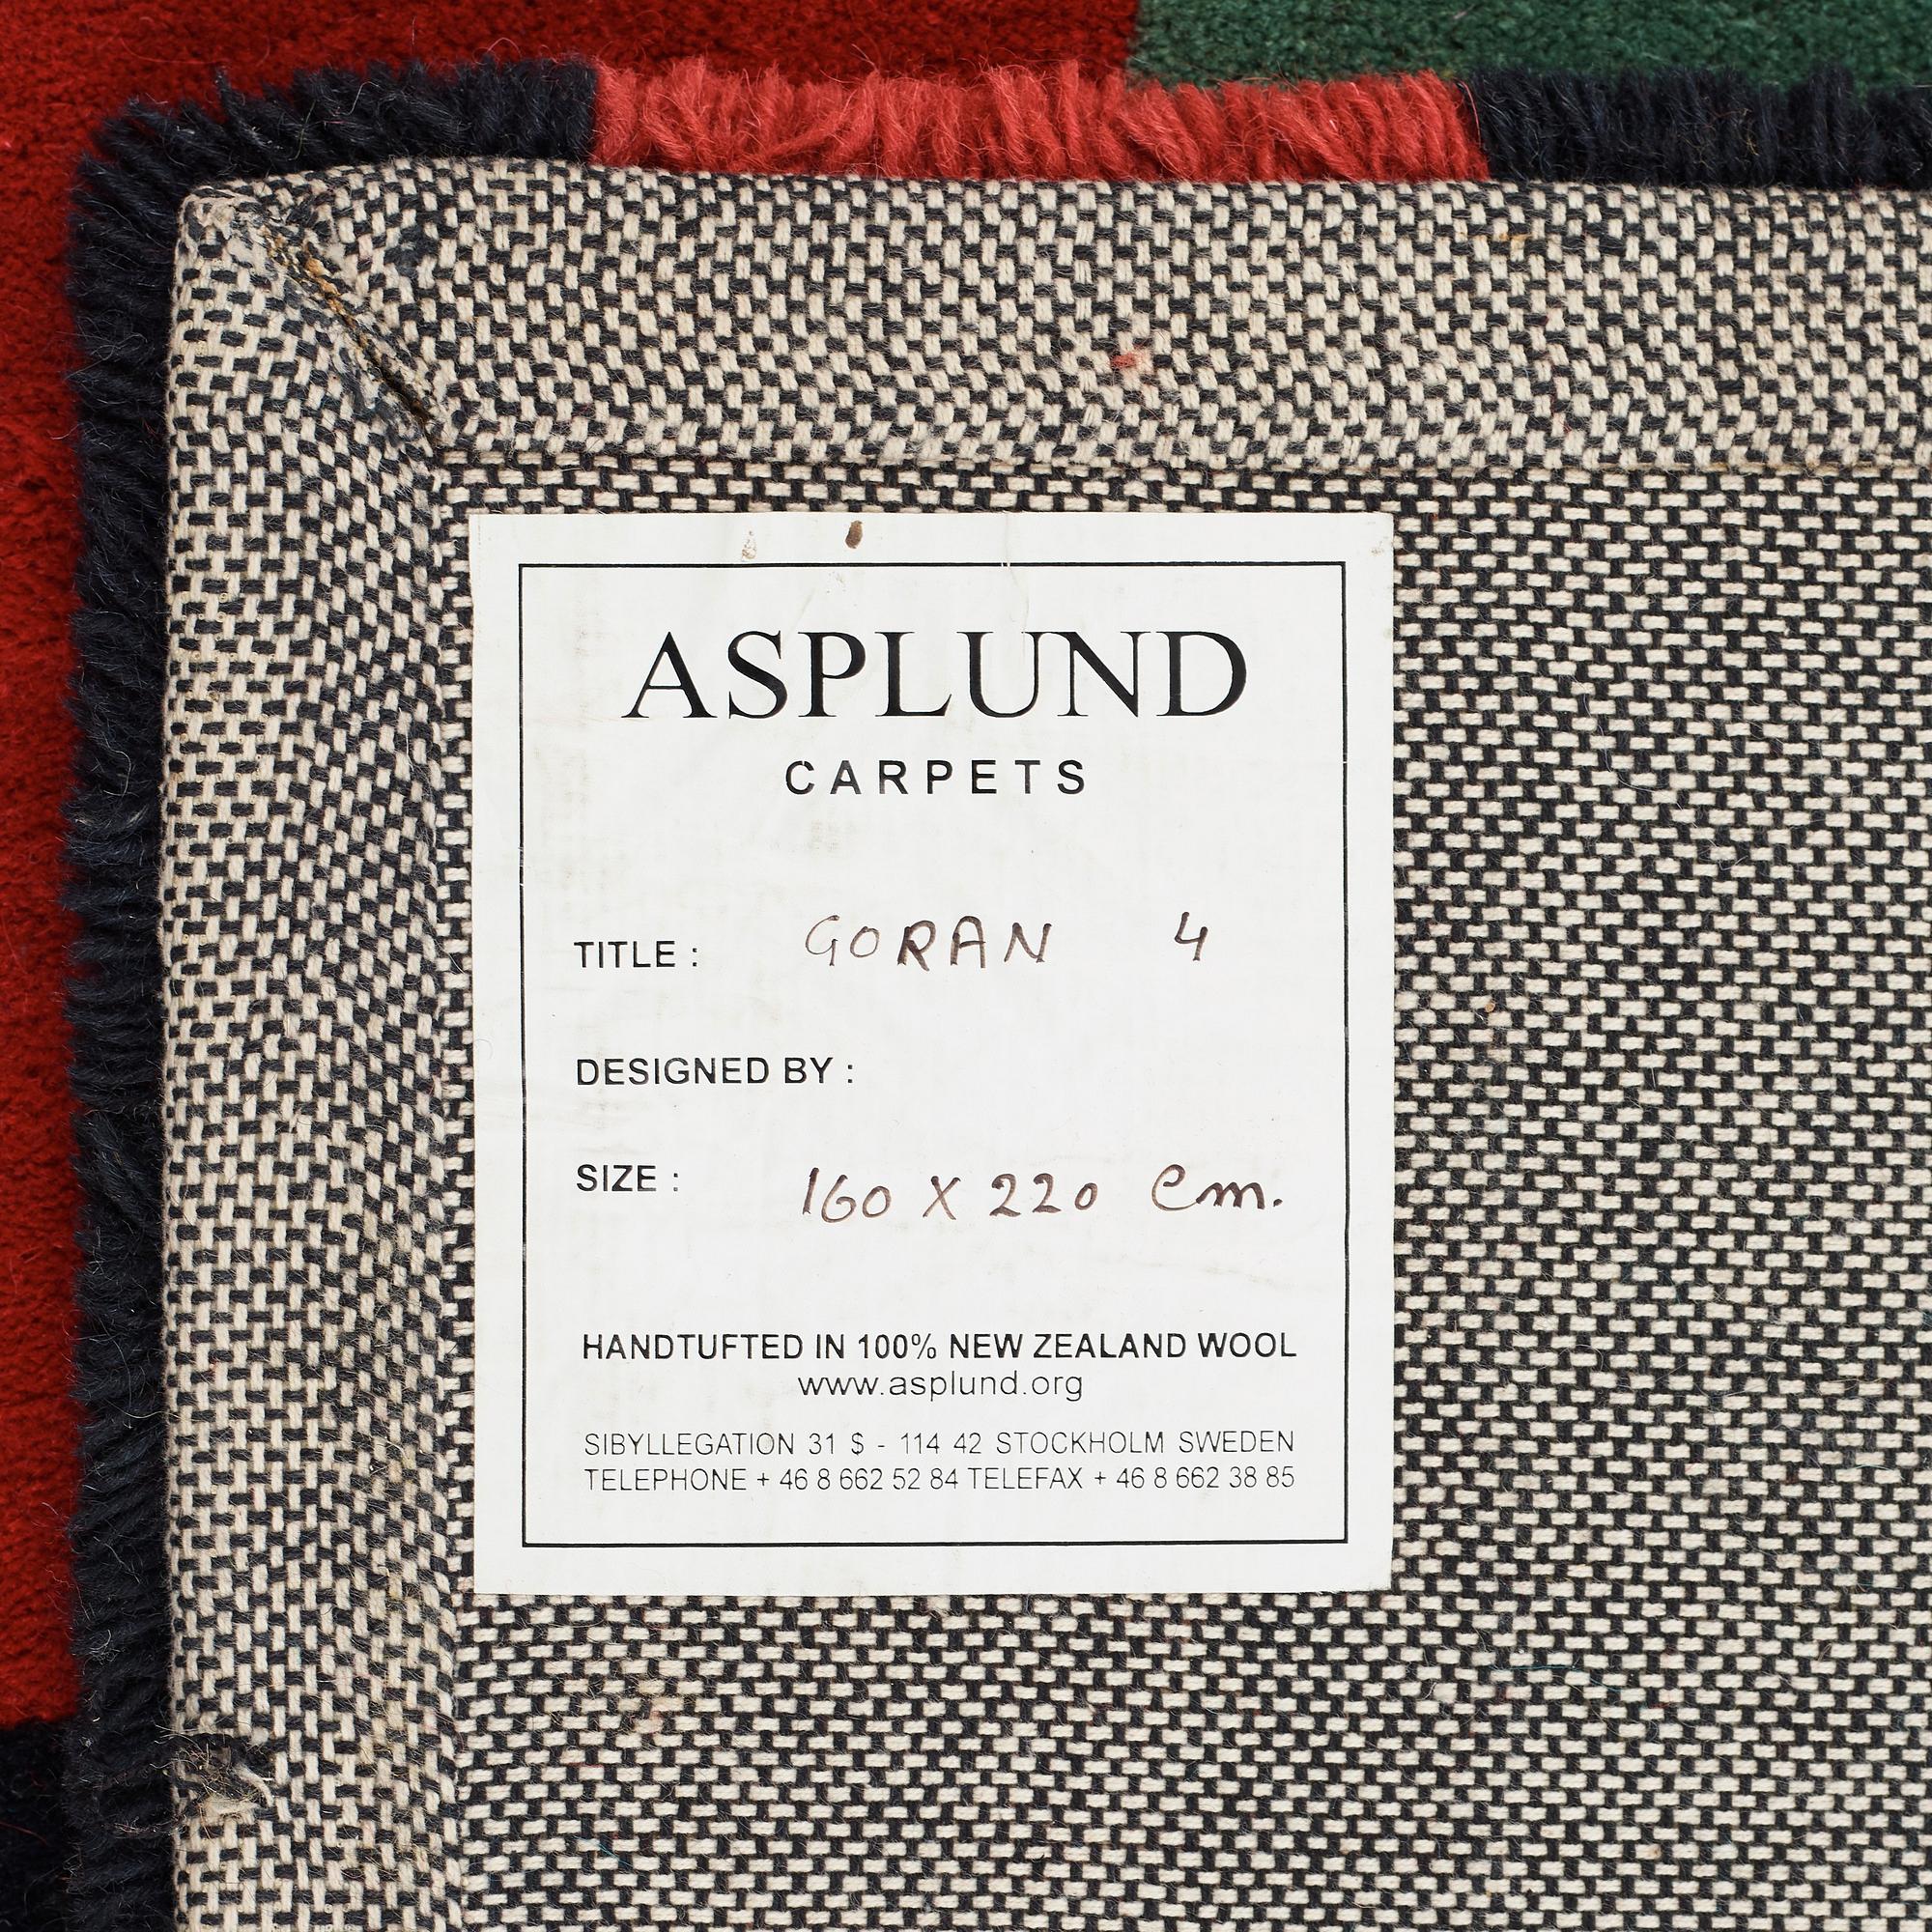 ASPLUND
CARPETS
TITLE : GORAN 4
DESIGNED BY :
SIZE : 160 X 220 cm.
HANDTUFTED IN 100% NEW ZEALAND WOOL
www.asplund.org
SIBYLLEGATION 31 $ - 114 42 STOCKHOLM SWEDEN
TELEPHONE + 46 8 662 52 84 TELEFAX + 46 8 662 38 85